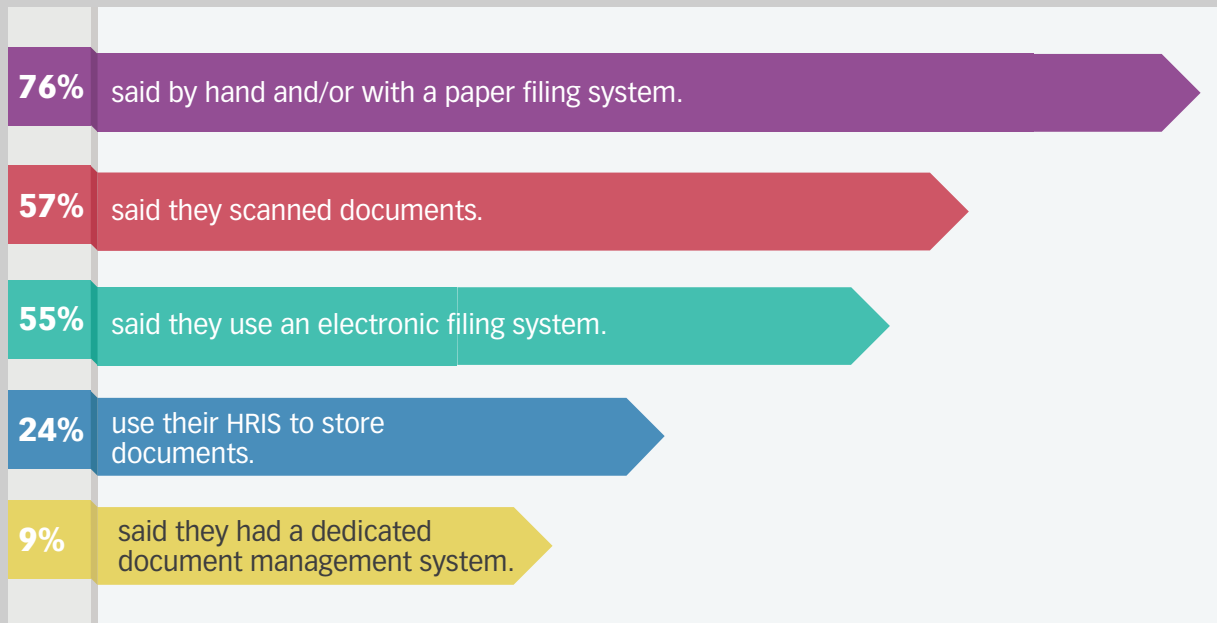 76% said by hand and/or with a paper filing system.
57% said they scanned documents.
55% said they use an electronic filing system.
24% use their HRIS to store
documents.
9% said they had a dedicated
document management system.